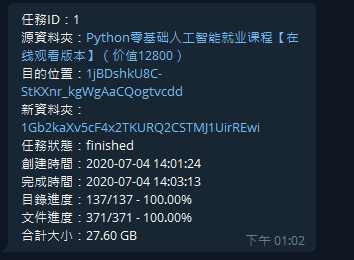 任務ID：1
源資料夾：Python零基础人工智能就业课程【在
线观看版本】（价值12800）
目的位置：1jBDshkU8C-
StKXnr_kgWgAaCQogtvcdd
新資料夾：
1Gb2kaXv5cF4x2TKURQ2CSTMJ1UirREwi
任務狀態：finished
創建時間：2020-07-04 14:01:24
完成時間：2020-07-04 14:03:13
目錄進度：137/137 - 100.00%
文件進度：371/371 - 100.00%
合計大小：27.60 GB
下午 01:02